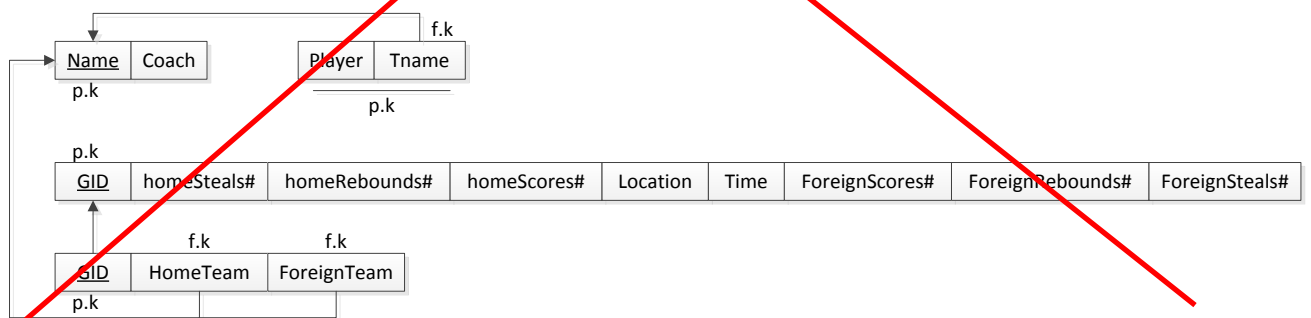 f.k
Name Coach Player Tname
p.k
p.k
p.k
GID homeSteals# homeRebounds# homeScores# Location Time ForeignScores# ForeignRebounds# ForeignSteals#
f.k f.k
GID HomeTeam ForeignTeam
p.k